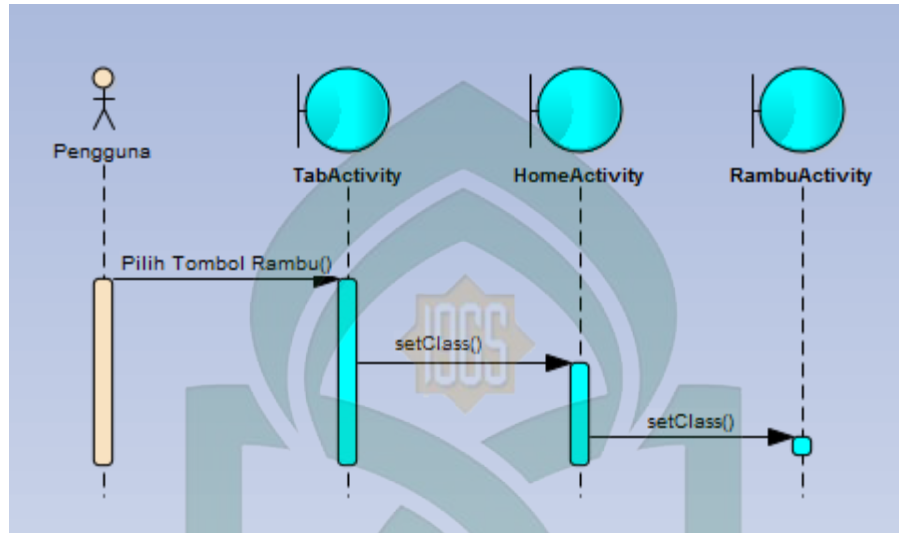 Pengguna
TabActivity
HomeActivity
RambuActivity
Pilih Tombol Rambu()
setClass()
setClass()